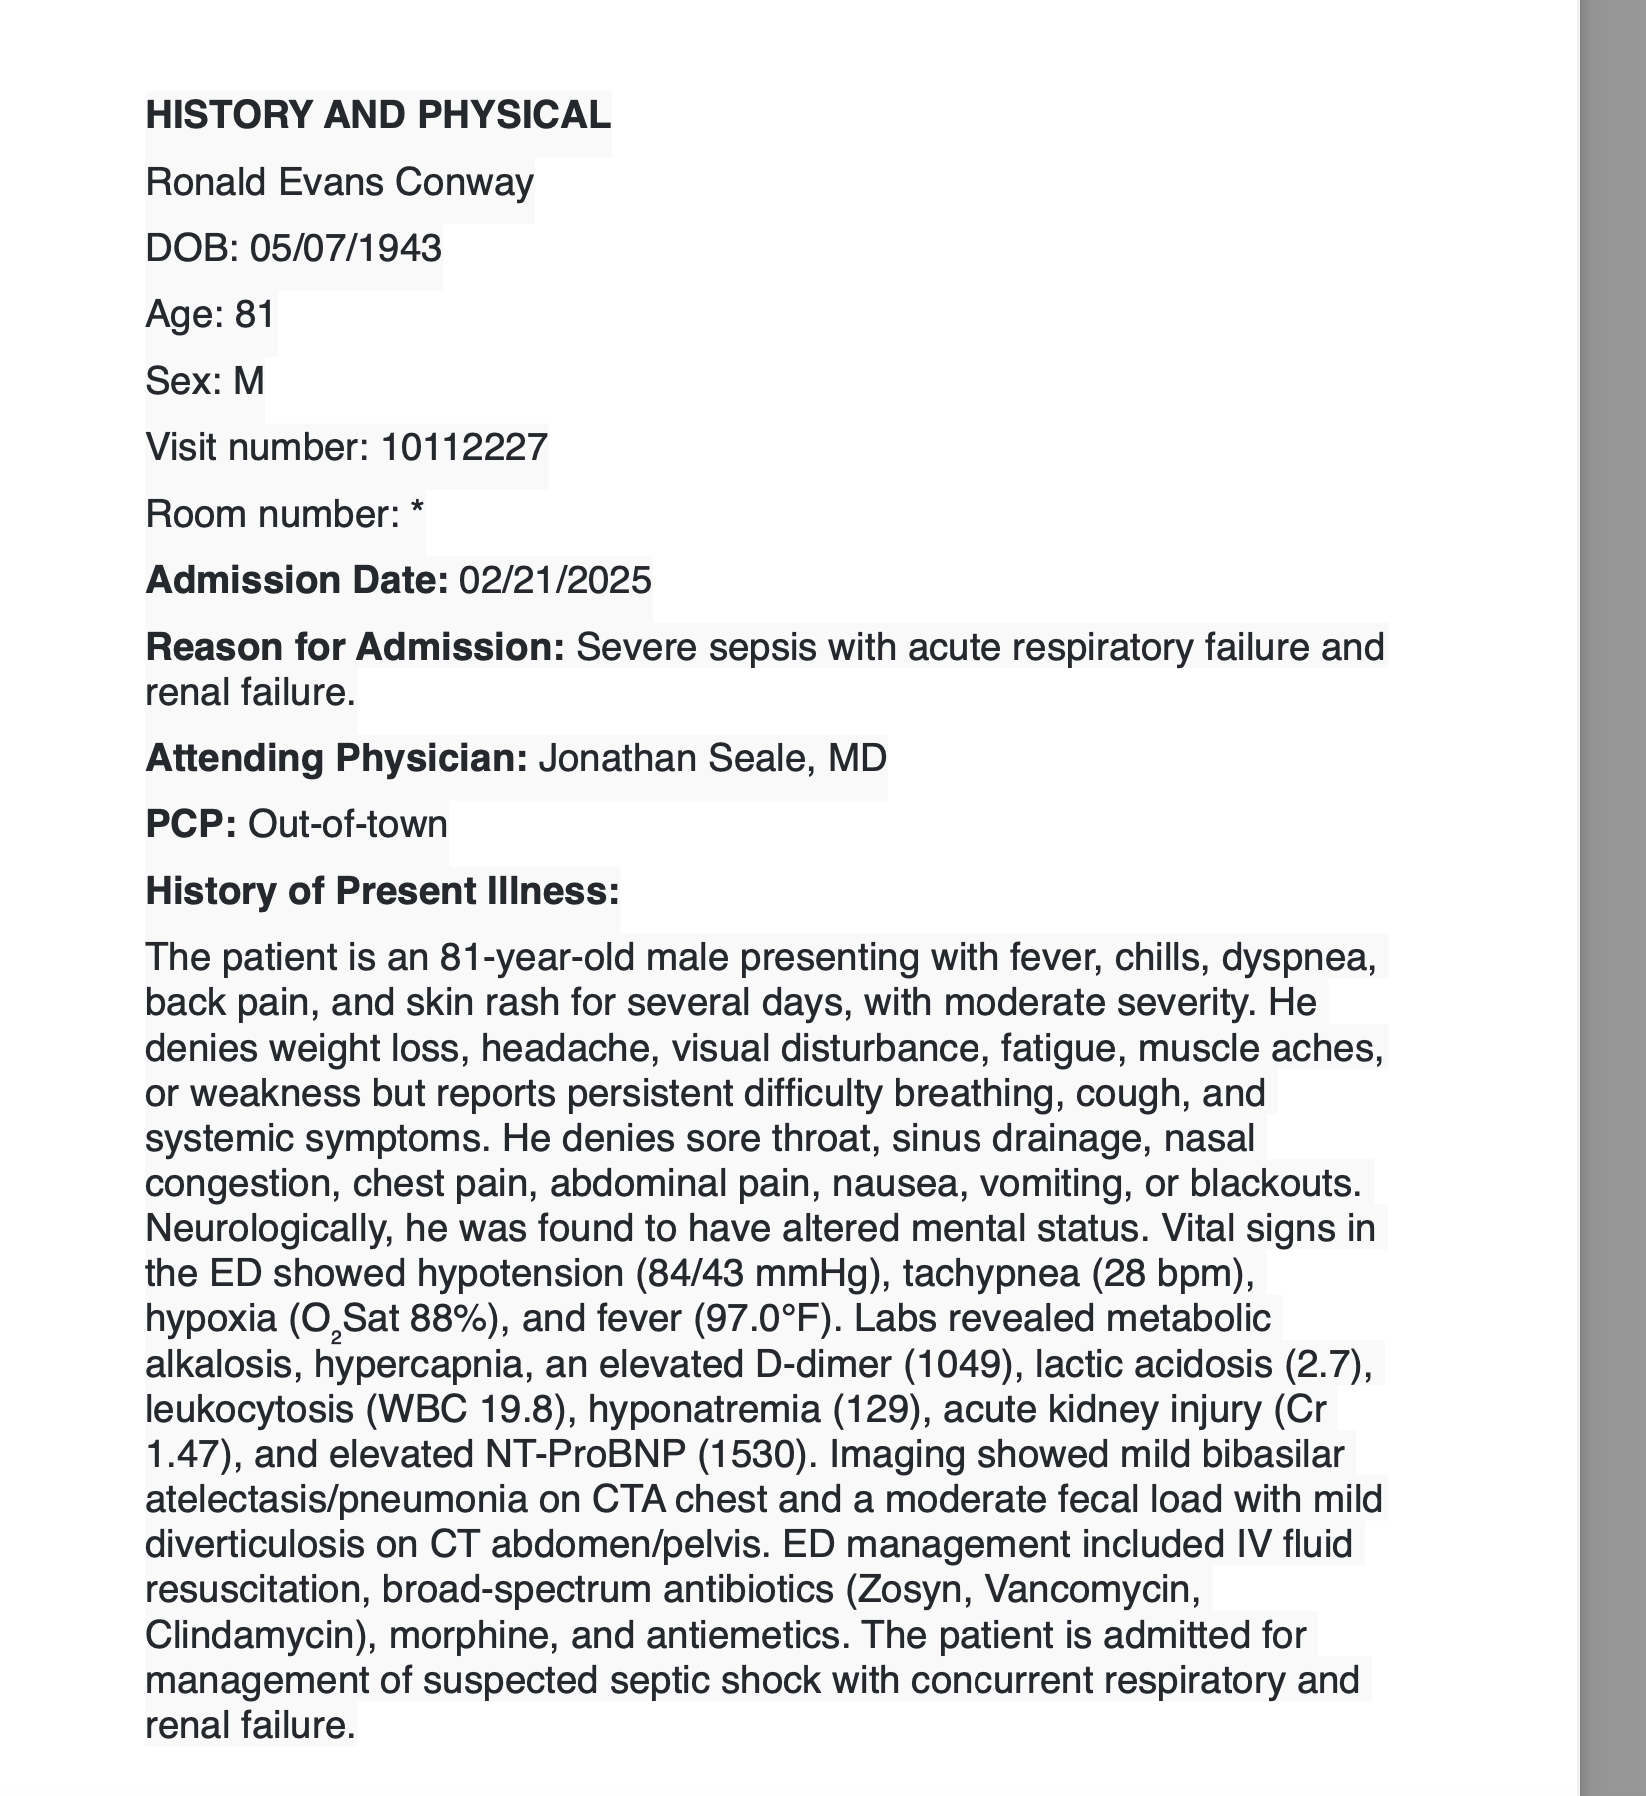 HISTORY AND PHYSICAL
Ronald Evans Conway
DOB: 05/07/1943
Age: 81
Sex: M
Visit number: 10112227
Room number: *
Admission Date: 02/21/2025
Reason for Admission: Severe sepsis with acute respiratory failure and
renal failure.
Attending Physician: Jonathan Seale, MD
PCP: Out-of-town
History of Present Illness:
The patient is an 81-year-old male presenting with fever, chills, dyspnea,
back pain, and skin rash for several days, with moderate severity. He
denies weight loss, headache, visual disturbance, fatigue, muscle aches,
or weakness but reports persistent difficulty breathing, cough, and
systemic symptoms. He denies sore throat, sinus drainage, nasal
congestion, chest pain, abdominal pain, nausea, vomiting, or blackouts.
Neurologically, he was found to have altered mental status. Vital signs in
the ED showed hypotension (84/43 mmHg), tachypnea (28 bpm),
hypoxia (O₂Sat 88%), and fever (97.0°F). Labs revealed metabolic
alkalosis, hypercapnia, an elevated D-dimer (1049), lactic acidosis (2.7),
leukocytosis (WBC 19.8), hyponatremia (129), acute kidney injury (Cr
1.47), and elevated NT-ProBNP (1530). Imaging showed mild bibasilar
atelectasis/pneumonia on CTA chest and a moderate fecal load with mild
diverticulosis on CT abdomen/pelvis. ED management included IV fluid
resuscitation, broad-spectrum antibiotics (Zosyn, Vancomycin,
Clindamycin), morphine, and antiemetics. The patient is admitted for
management of suspected septic shock with concurrent respiratory and
renal failure.